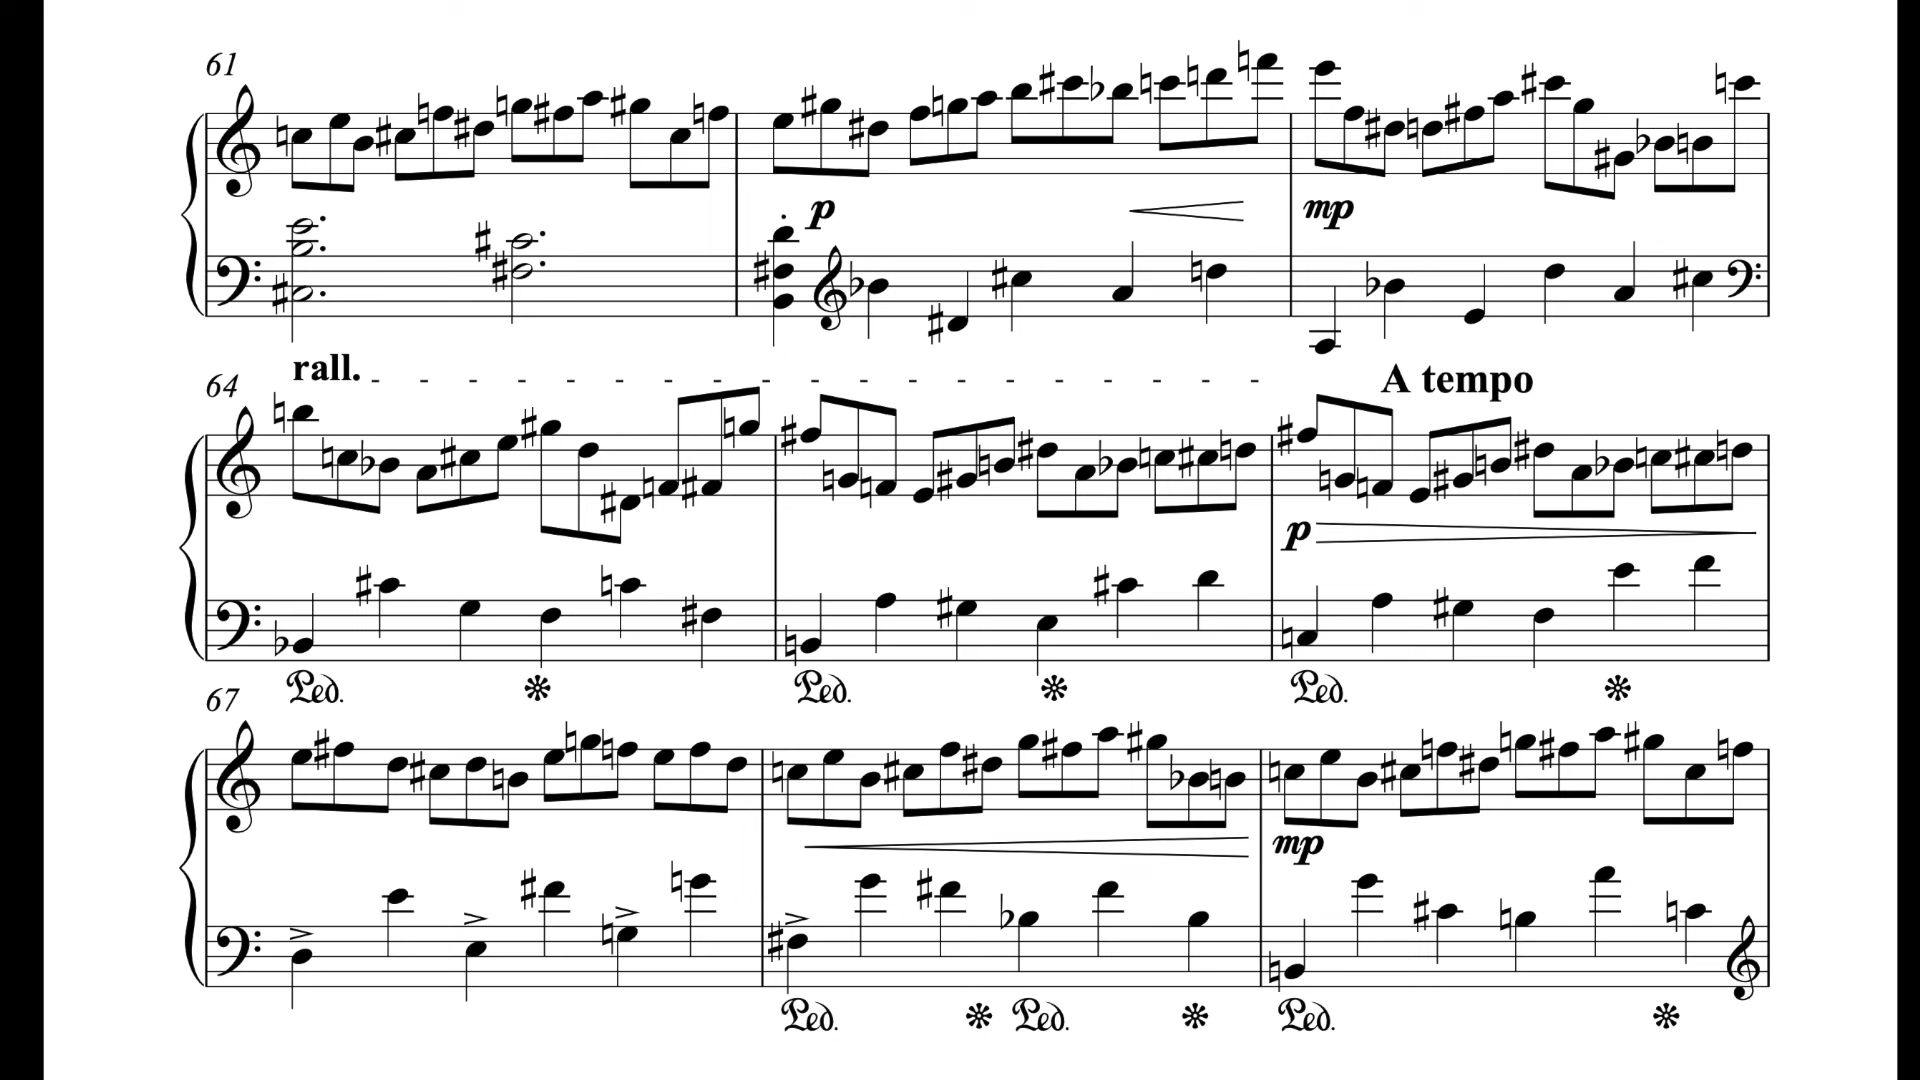 61
p mp
rall.
A tempo
64
p
Ped. Ped. Ped.
67
mp
Ped. Ped. Ped.